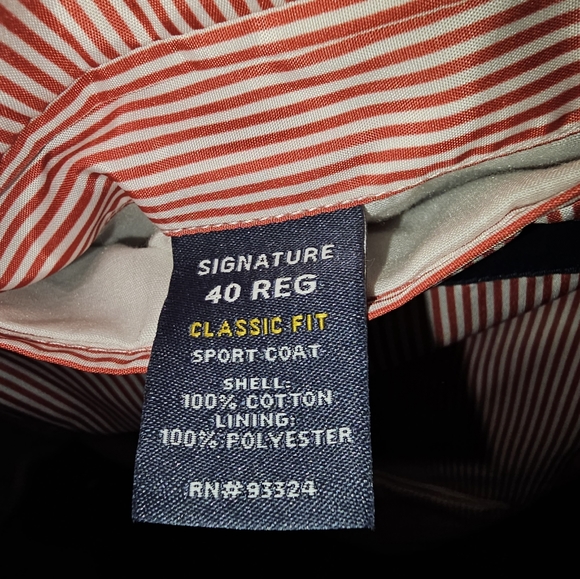 SIGNATURE
40 REG
CLASSIC FIT
SPORT COAT
SHELL:
100% COTTON
LINING:
100% POLYESTER
RN# 93324